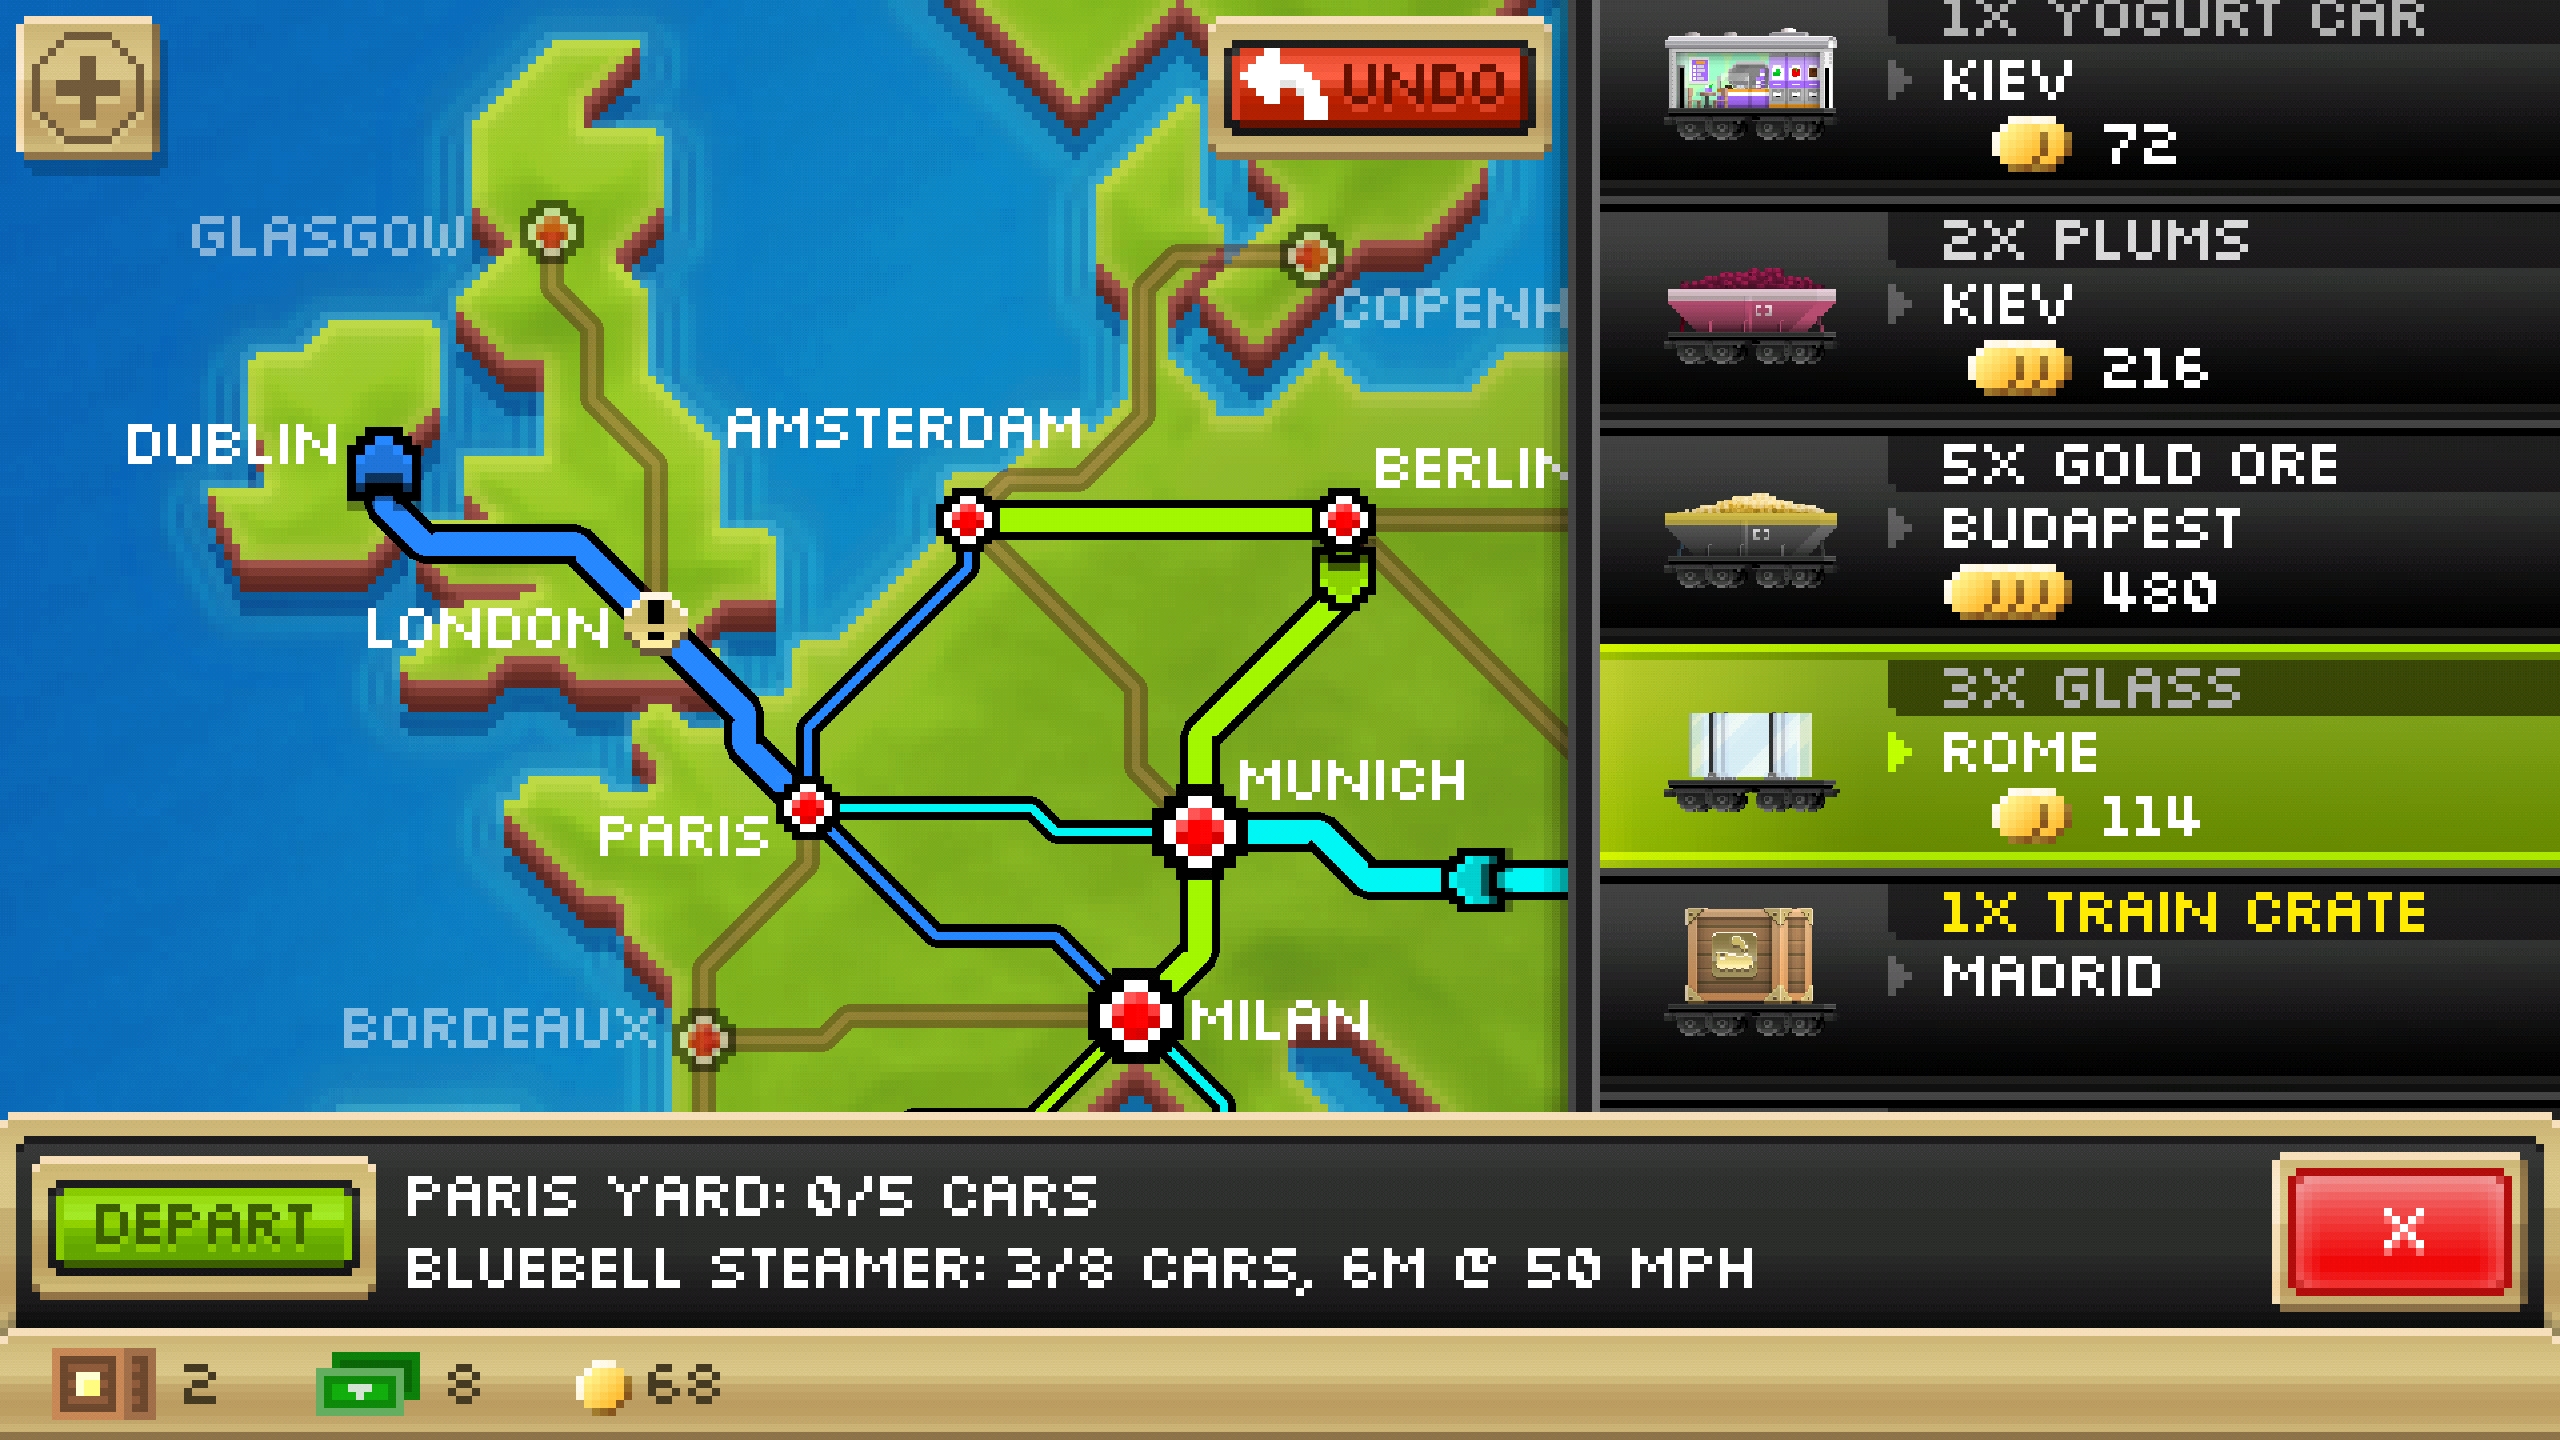 UNDO
GLASGOW
COPENH
DUBLIN
AMSTERDAM
BERLIN
LONDON
MUNICH
PARIS
BORDEAUX
MILAN
1X YOGURT CAR
KIEV
72
2X PLUMS
KIEV
216
5X GOLD ORE
BUDAPEST
480
3X GLASS
ROME
114
1X TRAIN CRATE
MADRID
DEPART
PARIS YARD: 0/5 CARS
BLUEBELL STEAMER: 3/8 CARS, 6M @ 50 MPH
X
2
8
68